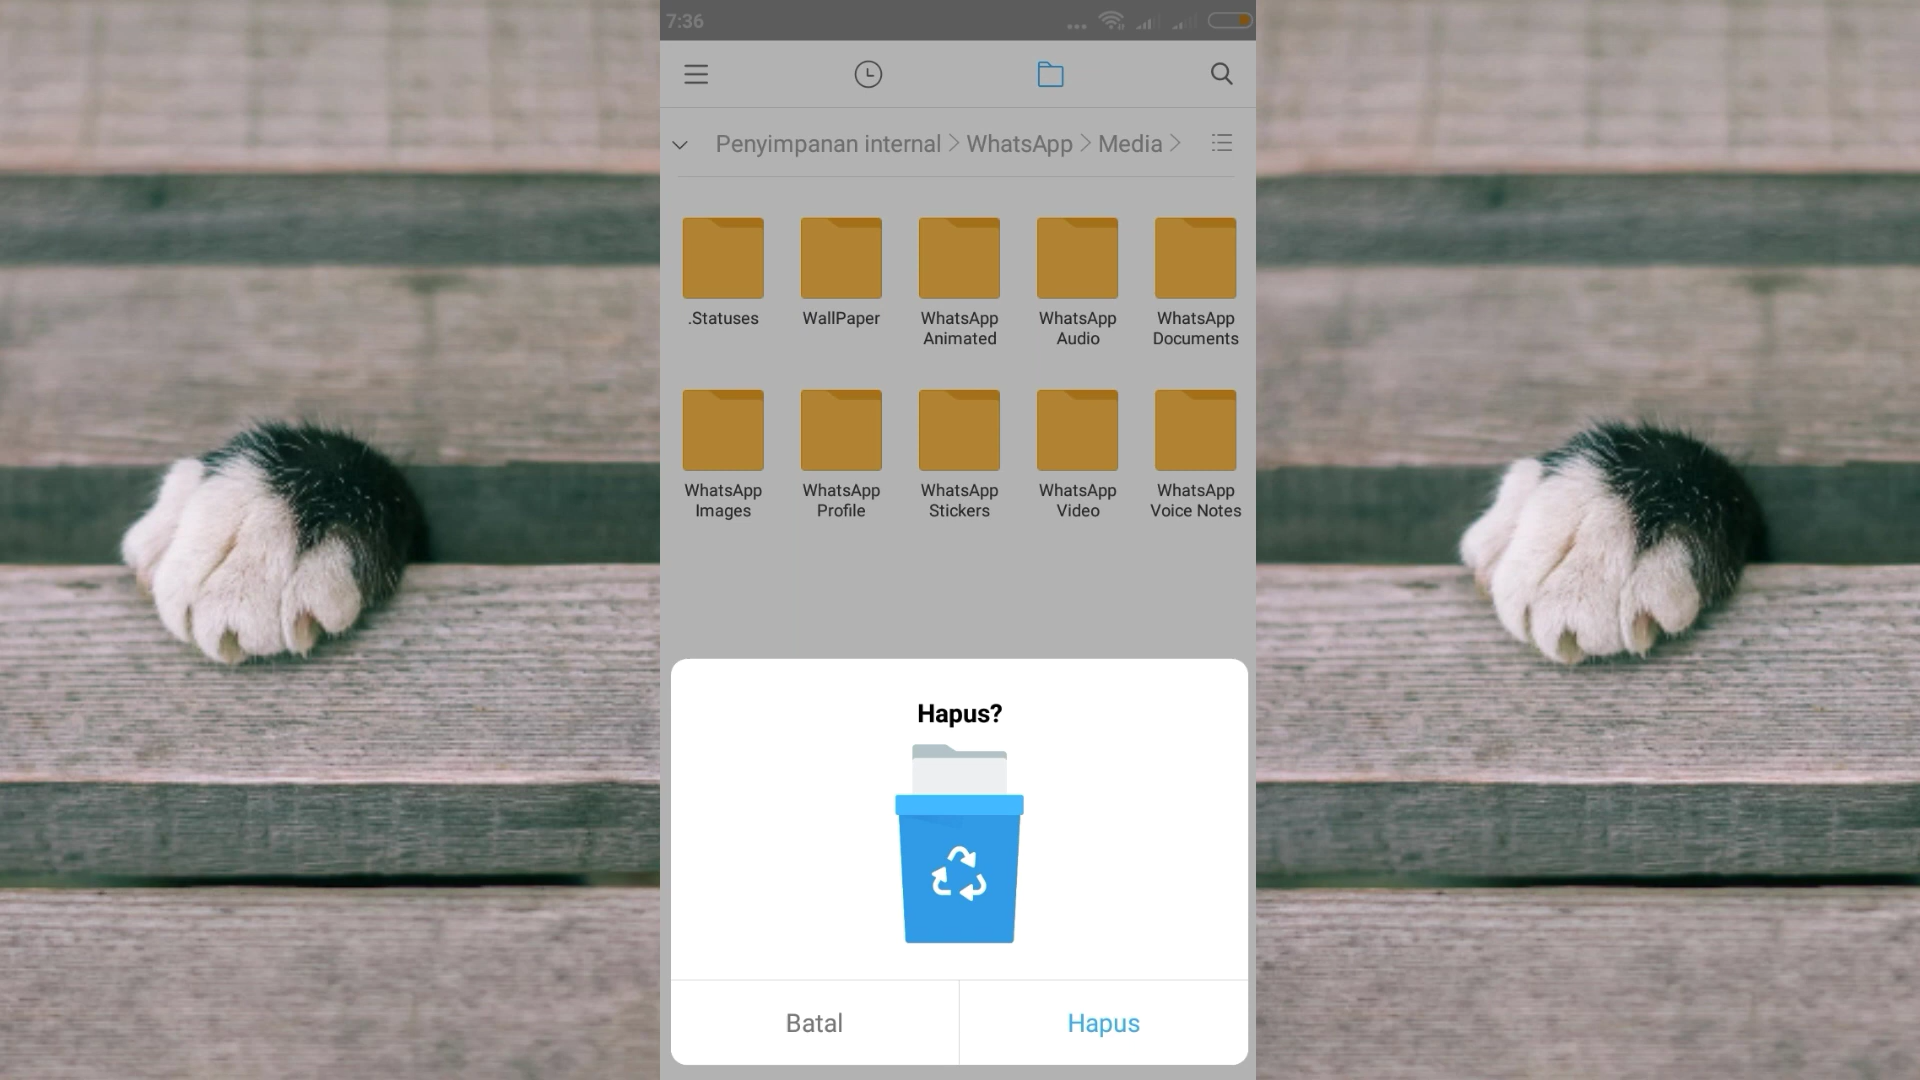 7:36
Penyimpanan internal > WhatsApp > Media >
.Statuses
WallPaper
WhatsApp
Animated
WhatsApp
Audio
WhatsApp
Documents
WhatsApp
Images
WhatsApp
Profile
WhatsApp
Stickers
WhatsApp
Video
WhatsApp
Voice Notes
Hapus?
Batal
Hapus